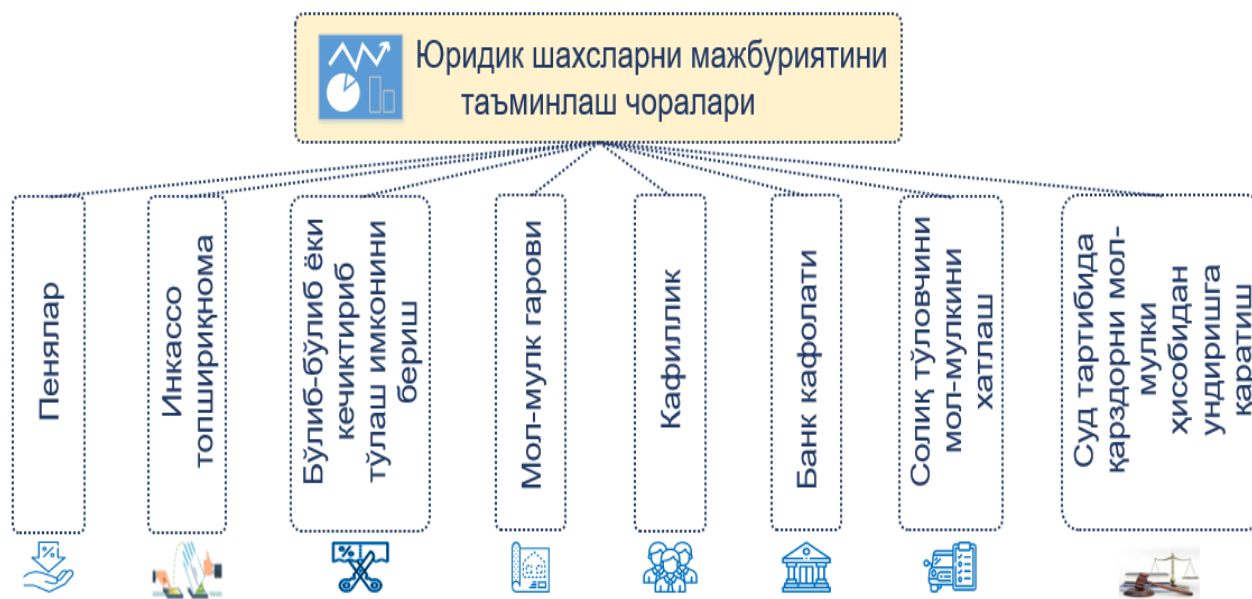 Юридик шахсларни мажбуриятини
таъминлаш чоралари
Пенялар
Инкассо
топшириқнома
Бўлиб-бўлиб ёки
кечиктириб
тўлаш имконини
бериш
Мол-мулк гарови
Кафиллик
Банк кафолати
Солиқ тўловчини
мол-мулкини
хатлаш
Суд тартибида
қарздорни мол-
мулки
ҳисобидан
ундиришга
қаратиш